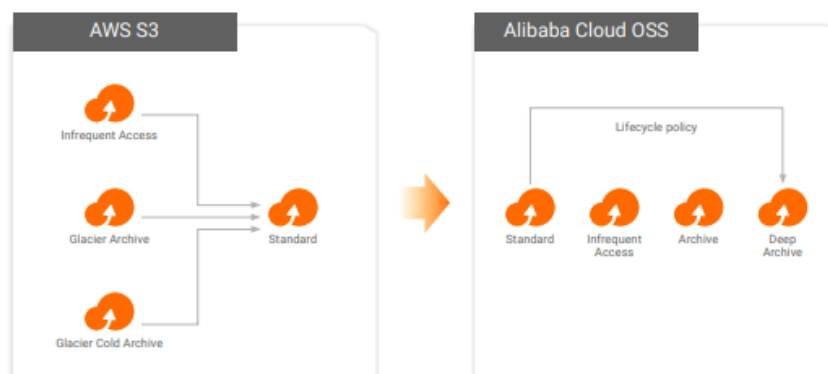 AWS S3
Infrequent Access
Glacier Archive
Standard
Glacier Cold Archive
Alibaba Cloud OSS
Lifecycle policy
Standard
Infrequent
Access
Archive
Deep
Archive